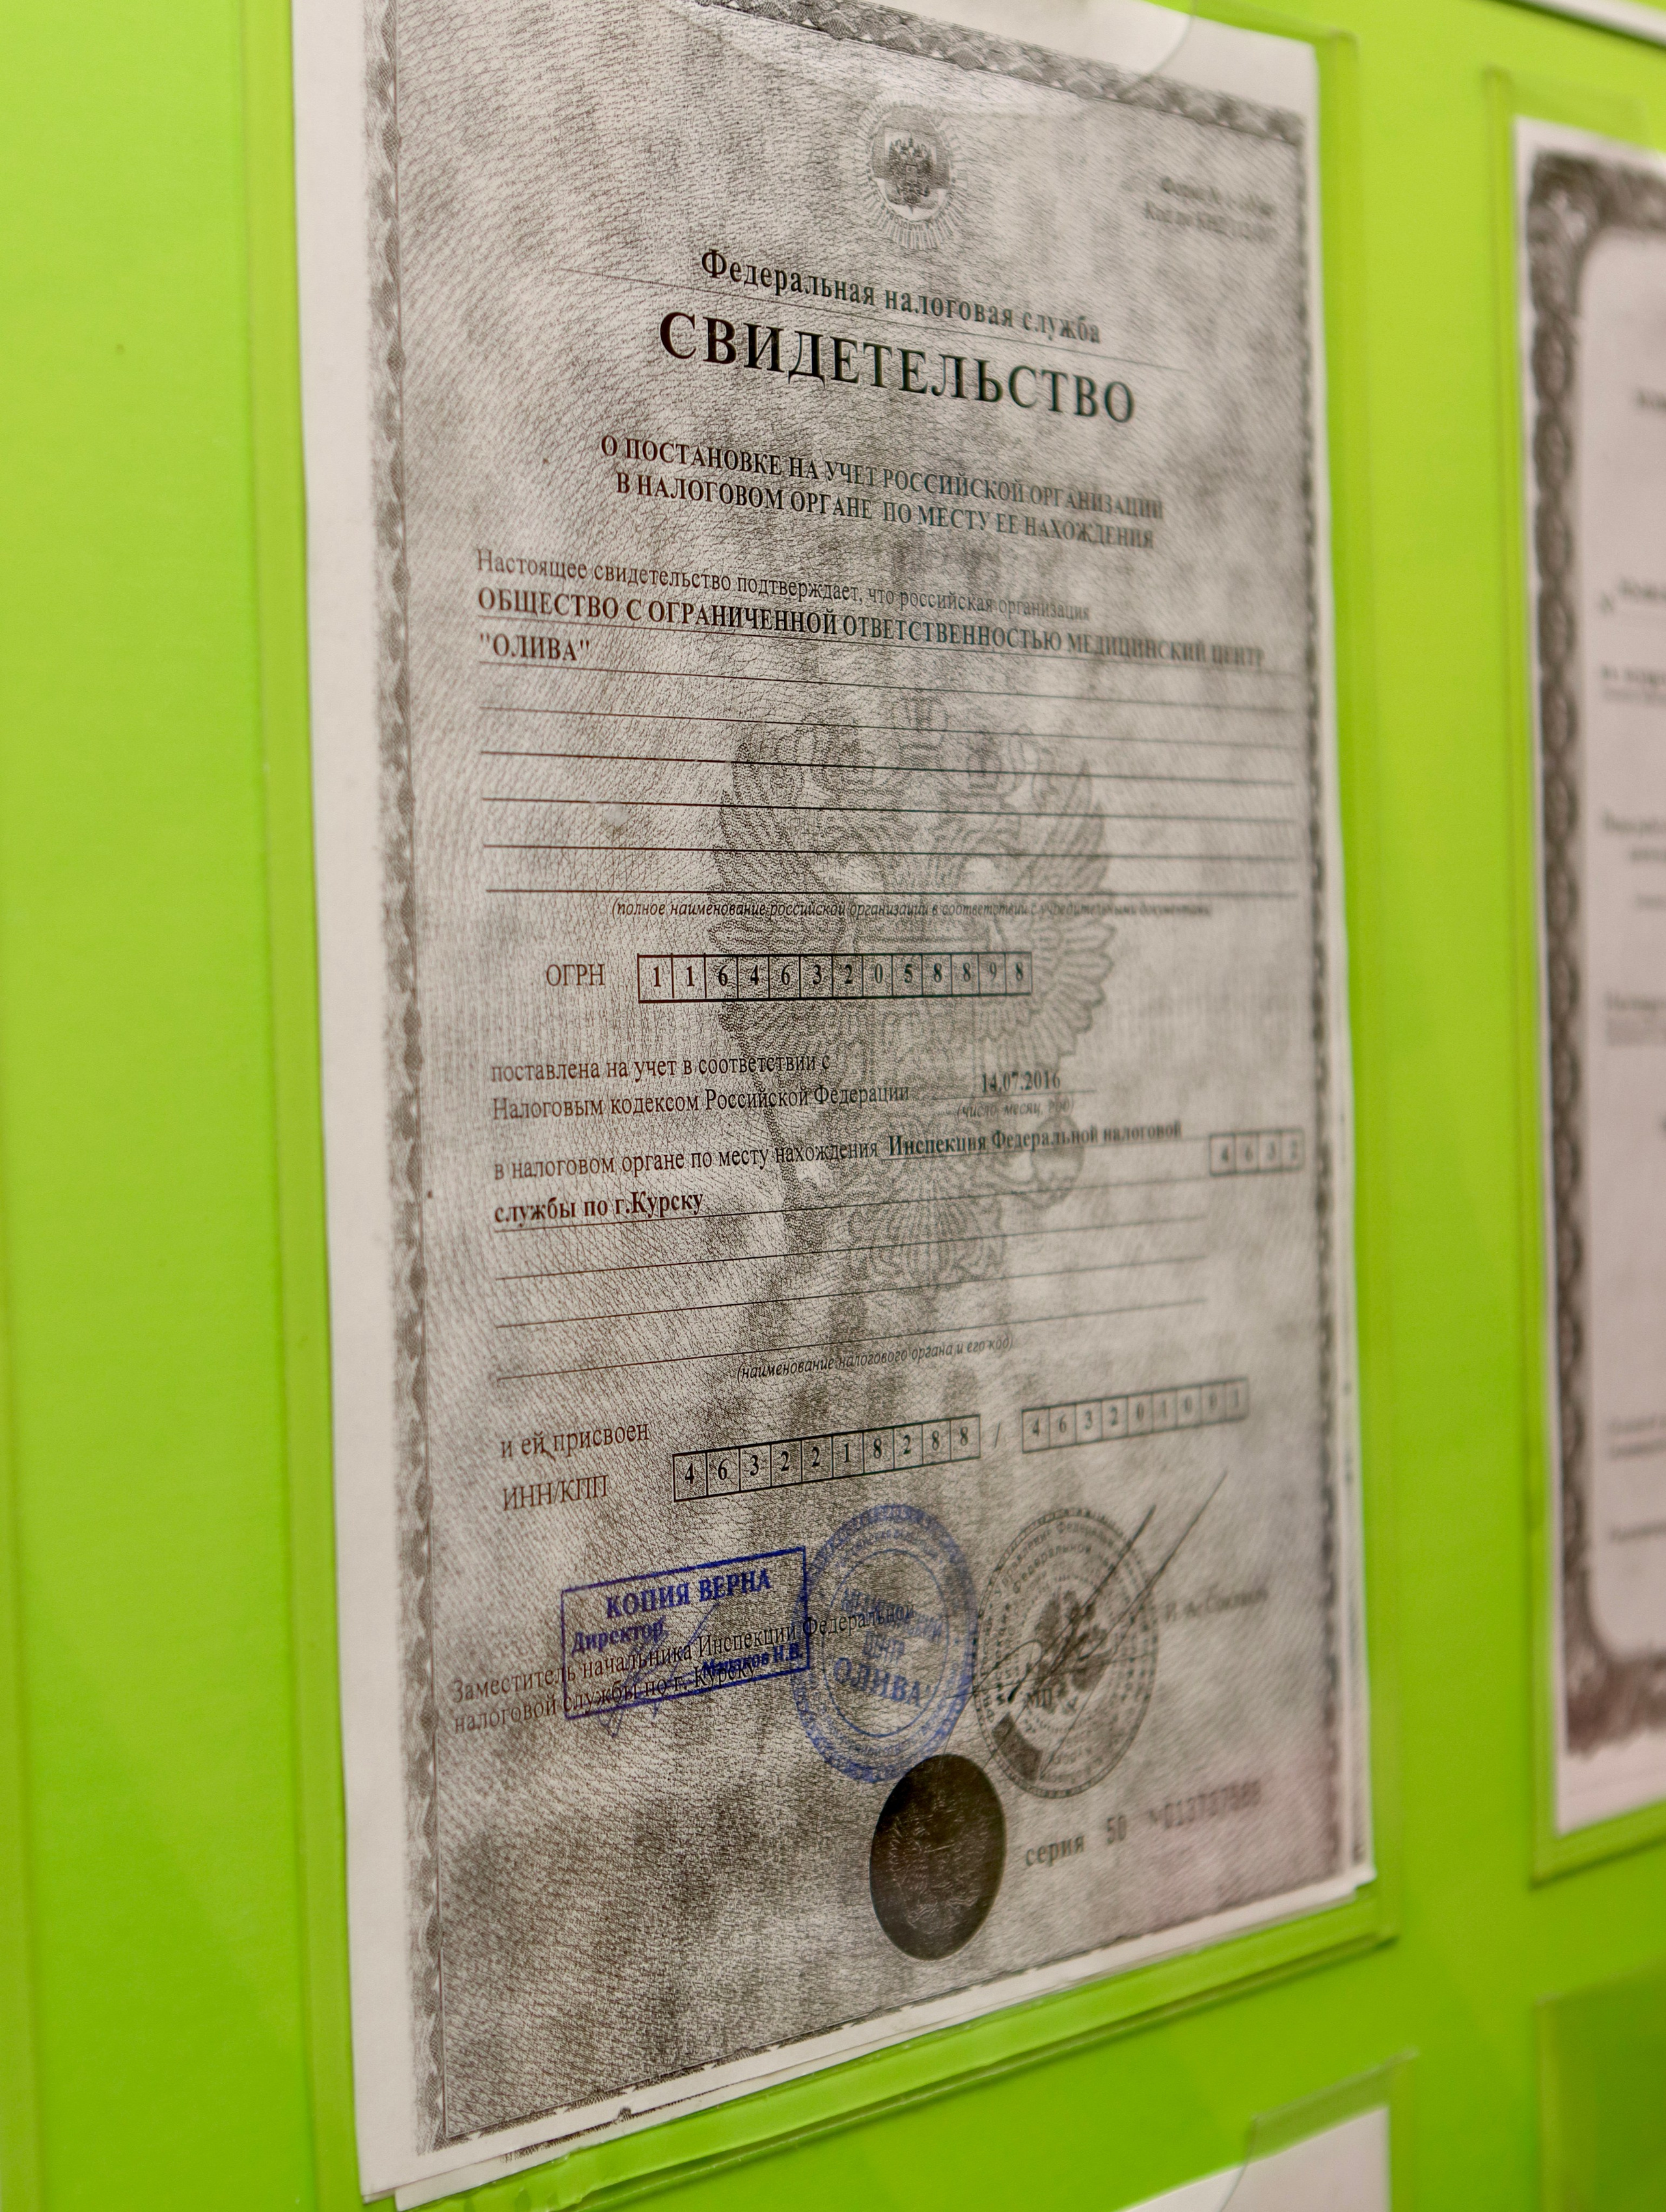 Федеральная налоговая служба
СВИДЕТЕЛЬСТВО
О ПОСТАНОВКЕ НА УЧЕТ РОССИЙСКОЙ ОРГАНИЗАЦИИ
В НАЛОГОВОМ ОРГАНЕ ПО МЕСТУ ЕЕ НАХОЖДЕНИЯ
Настоящее свидетельство подтверждает, что российская организация
ОБЩЕСТВО С ОГРАНИЧЕННОЙ ОТВЕТСТВЕННОСТЬЮ МЕДИЦИНСКИЙ ЦЕНТР
"ОЛИВА"
(полное наименование российской организации в соответствии с учредительными документами)
ОГРН 1164632058898
поставлена на учет в соответствии с
Налоговым кодексом Российской Федерации 14.07.2016
(число, месяц, год)
в налоговом органе по месту нахождения Инспекция Федеральной налоговой
службы по г.Курску 4632
(наименование налогового органа и его код)
и ей присвоен
ИНН/КПП 4632218288 / 463201001
КОПИЯ ВЕРНА
Директор
Заместитель начальника Инспекции Федеральной
налоговой службы по г. Курску
МЕДИЦИНСКИЙ
ЦЕНТР
ОЛИВА
МП
серия 50